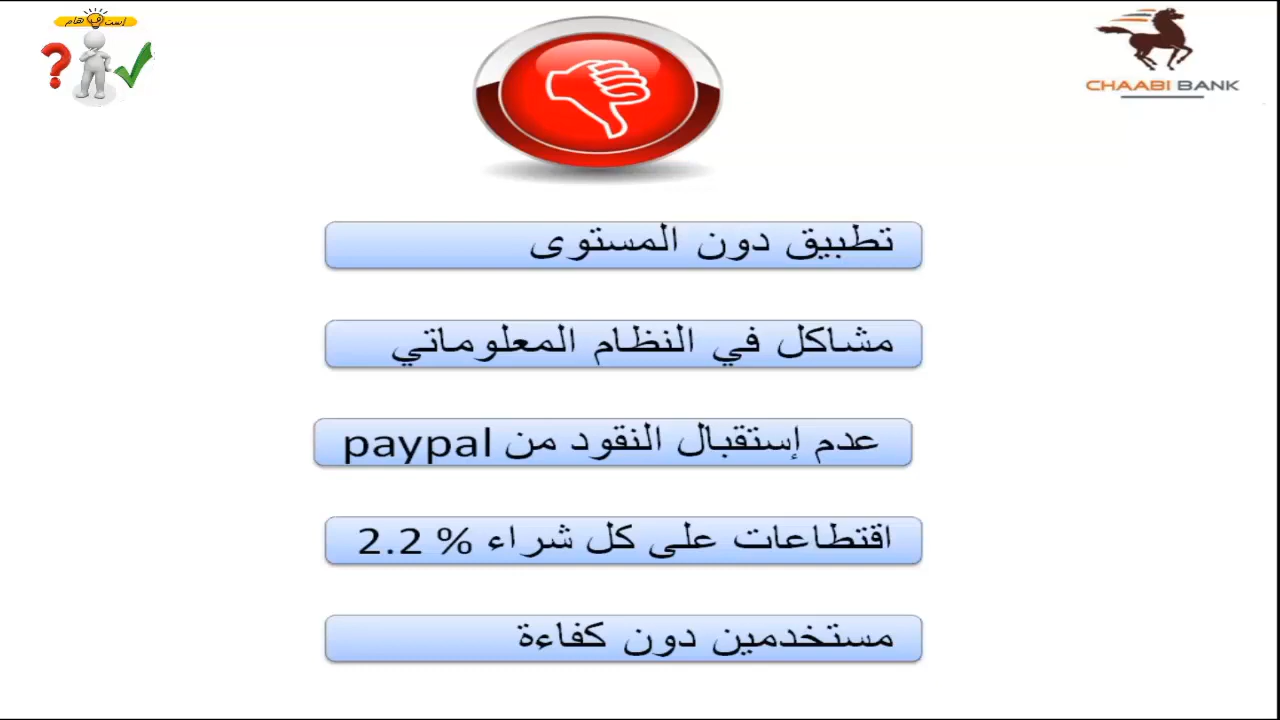 إستفهام
CHAABI BANK
تطبيق دون المستوى
مشاكل في النظام المعلوماتي
عدم إستقبال النقود من paypal
اقتطاعات على كل شراء % 2.2
مستخدمين دون كفاءة